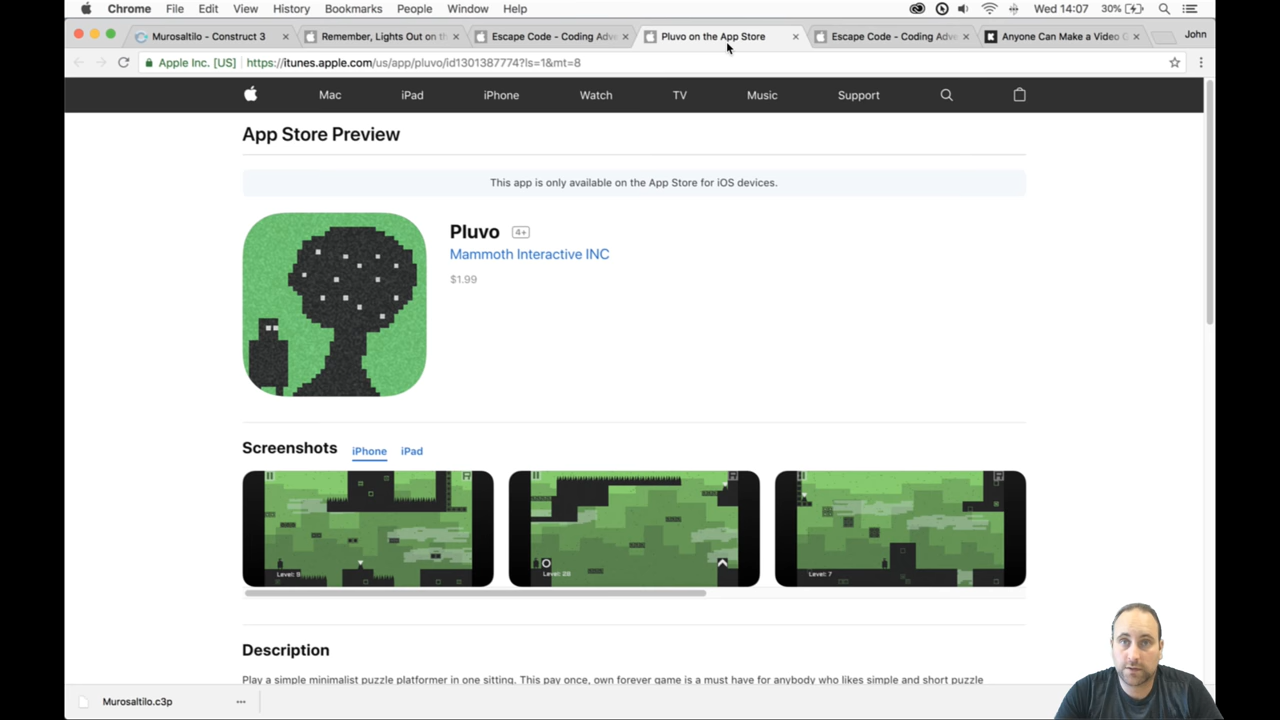 Chrome File Edit View History Bookmarks People Window Help Wed 14:07 30%
Murosaltilo - Construct 3
Remember, Lights Out on th
Escape Code - Coding Adve
Pluvo on the App Store
Escape Code - Coding Adve
Anyone Can Make a Video G
John
Apple Inc. [US] https://itunes.apple.com/us/app/pluvo/id1301387774?ls=1&mt=8
Mac iPad iPhone Watch TV Music Support
App Store Preview
This app is only available on the App Store for iOS devices.
Pluvo 4+
Mammoth Interactive INC
$1.99
Screenshots iPhone iPad
Level: 9
Level: 28
Level: 7
Description
Play a simple minimalist puzzle platformer in one sitting. This pay once, own forever game is a must have for anybody who likes simple and short puzzle
Murosaltilo.c3p